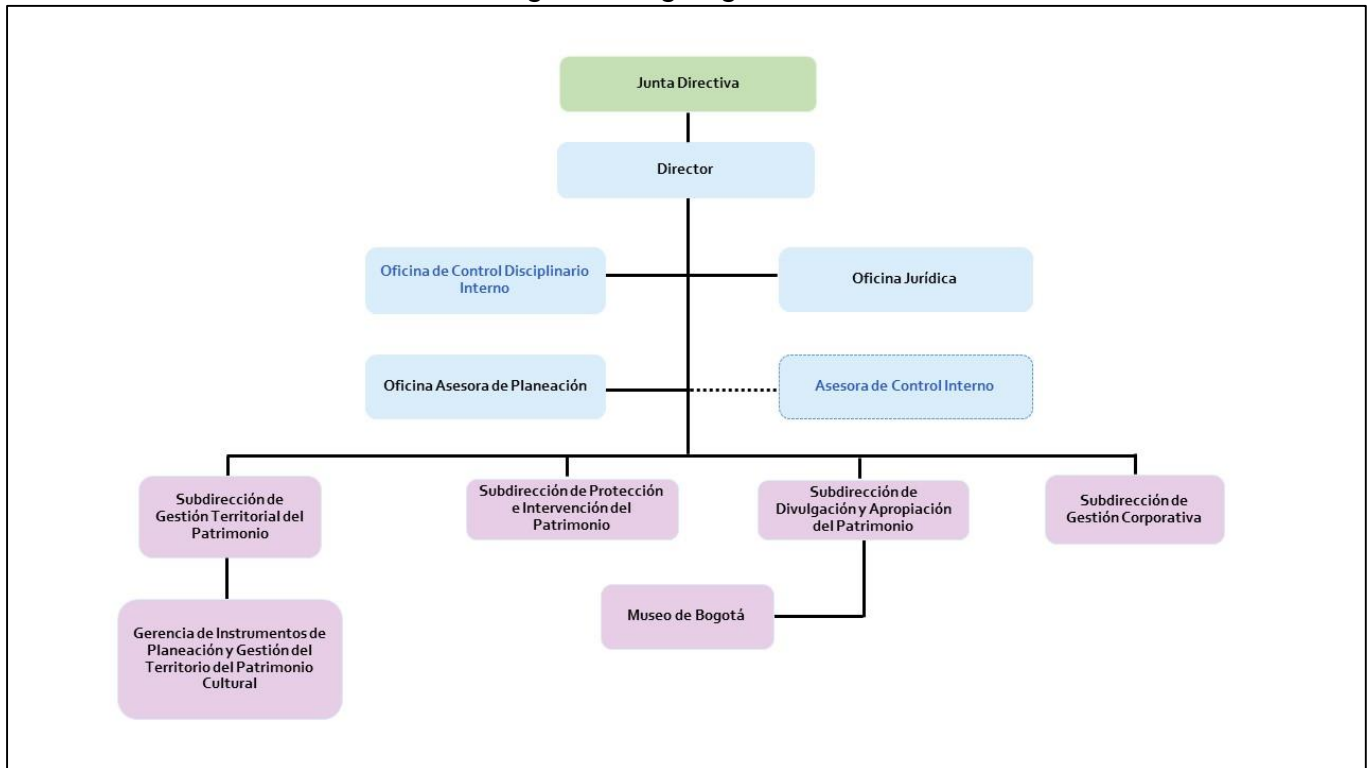 Junta Directiva
Director
Oficina de Control Disciplinario
Interno
Oficina Jurídica
Oficina Asesora de Planeación
Asesora de Control Interno
Subdirección de
Gestión Territorial del
Patrimonio
Subdirección de Protección
e Intervención del
Patrimonio
Subdirección de
Divulgación y Apropiación
del Patrimonio
Subdirección de
Gestión Corporativa
Museo de Bogotá
Gerencia de Instrumentos de
Planeación y Gestión del
Territorio del Patrimonio
Cultural